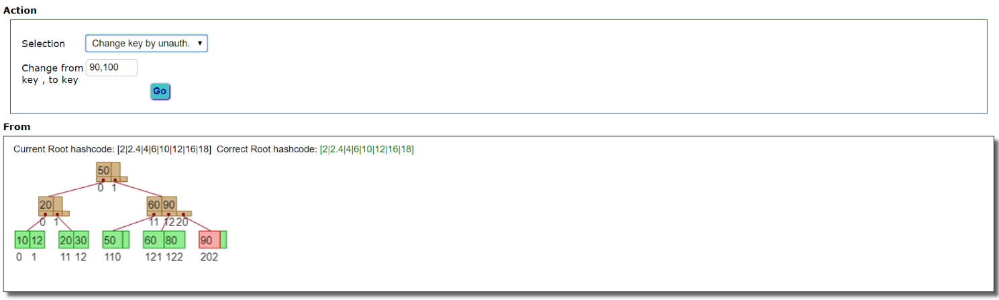 Action
Selection Change key by unauth.
Change from 90,100
key , to key
Go
From
Current Root hashcode: [2|2.4|4|6|10|12|16|18] Correct Root hashcode: [2|2.4|4|6|10|12|16|18]
50
0 1
20 60 90
0 1 11 12 20
10 12 20 30 50 60 80 90
0 1 11 12 110 121 122 202